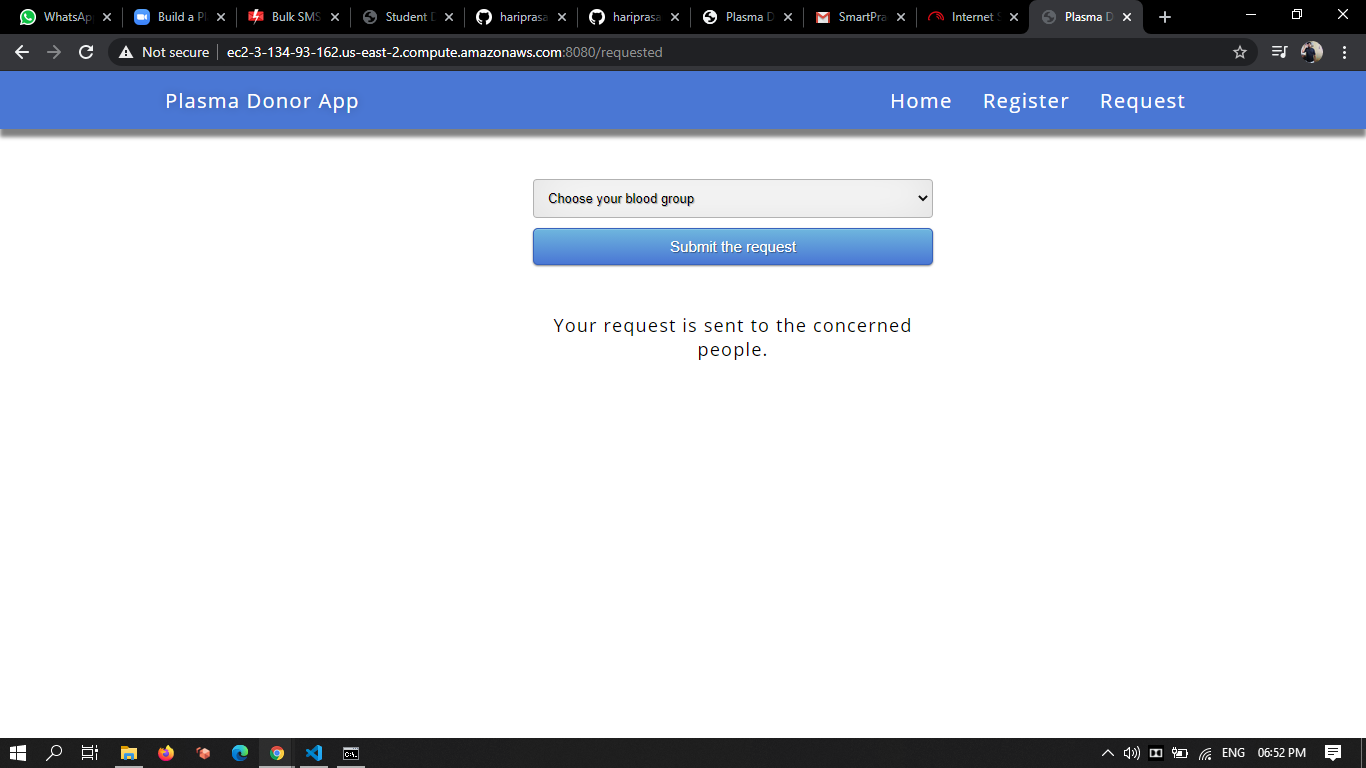 WhatsAp
Build a Pl
Bulk SMS
Student D
hariprasa
hariprasa
Plasma D
SmartPra
Internet S
Plasma D
Not secure
ec2-3-134-93-162.us-east-2.compute.amazonaws.com:8080/requested
Plasma Donor App
Home
Register
Request
Choose your blood group
Submit the request
Your request is sent to the concerned
people.
ENG
06:52 PM